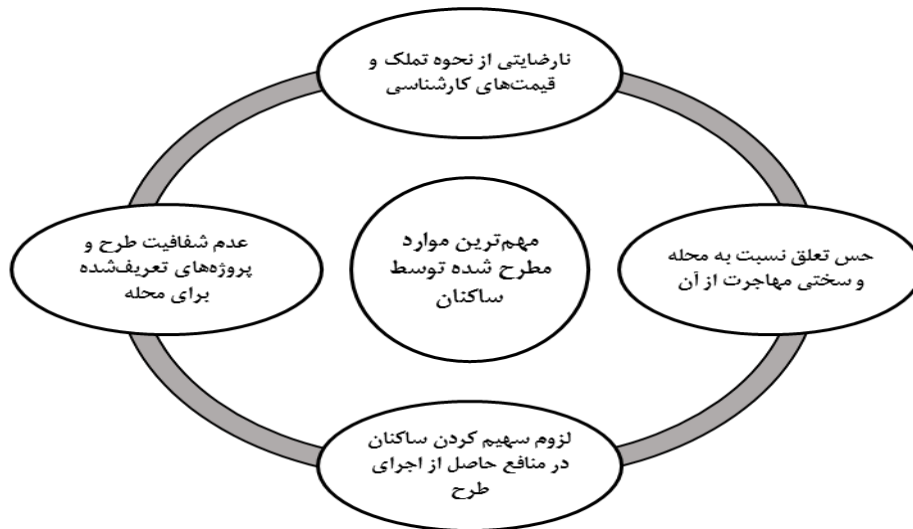 نارضایتی از نحوه تملک و
قیمت‌های کارشناسی
حس تعلق نسبت به محله
و سختی مهاجرت از آن
مهم‌ترین موارد
مطرح شده توسط
ساکنان
عدم شفافیت طرح و
پروژه‌های تعریف‌شده
برای محله
لزوم سهیم کردن ساکنان
در منافع حاصل از اجرای
طرح